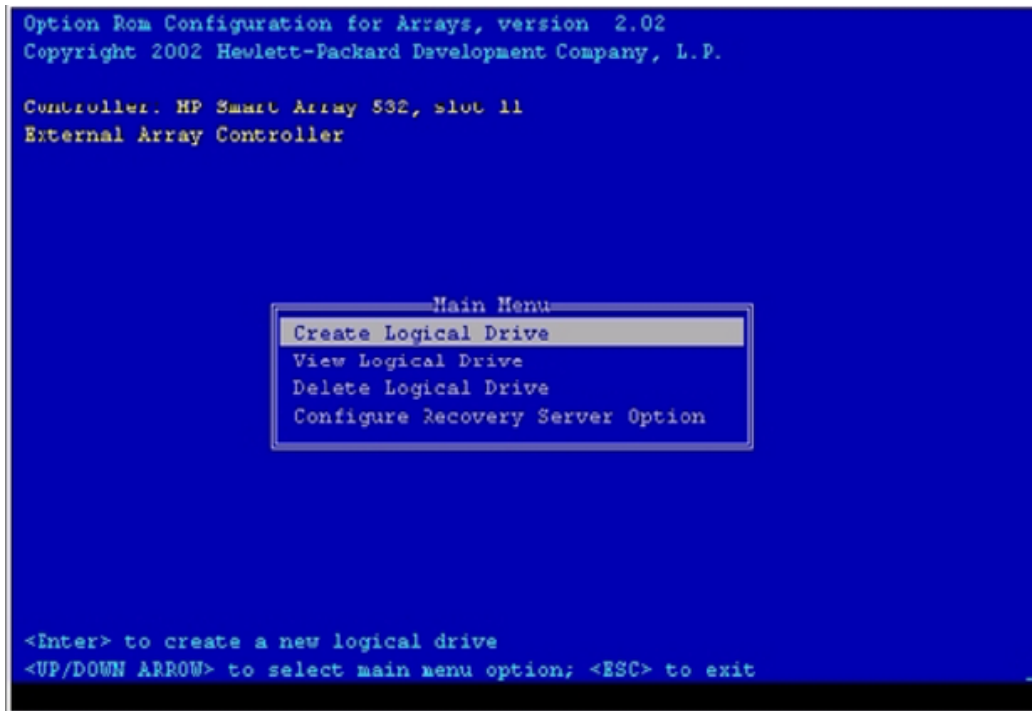 Option Rom Configuration for Arrays, version 2.02
Copyright 2002 Hewlett-Packard Development Company, L.P.
Controller: HP Smart Array 532, slot 11
External Array Controller
Main Menu
Create Logical Drive
View Logical Drive
Delete Logical Drive
Configure Recovery Server Option
<Enter> to create a new logical drive
<UP/DOWN ARROW> to select main menu option; <ESC> to exit